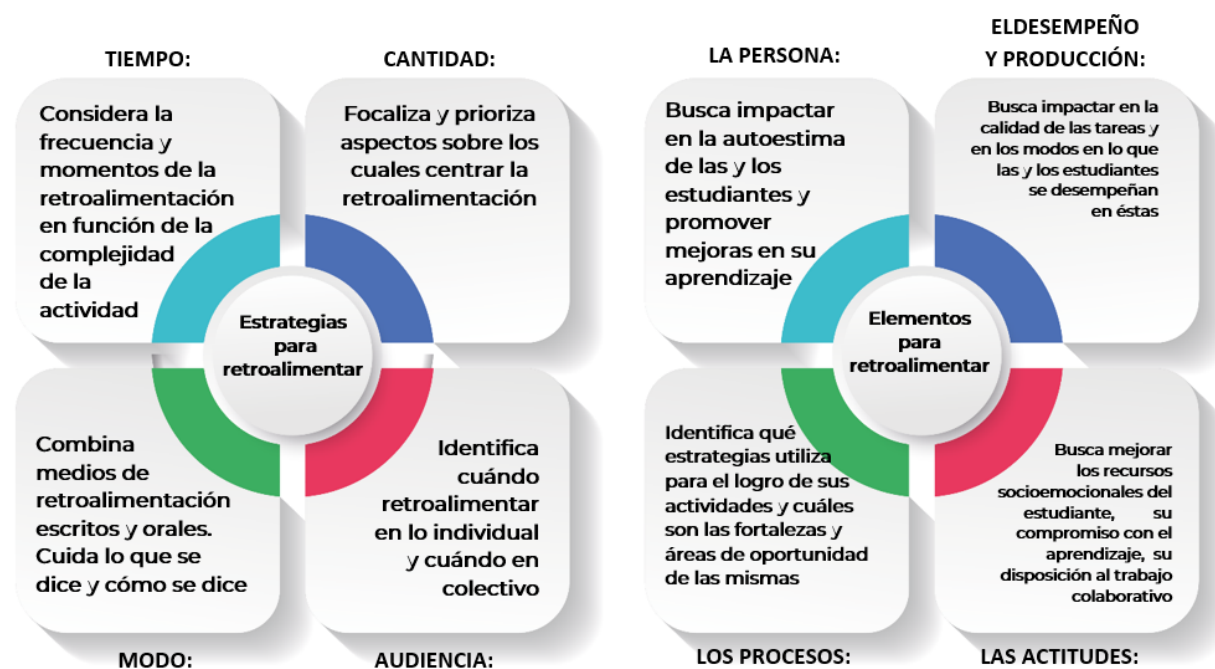 TIEMPO:
Considera la
frecuencia y
momentos de la
retroalimentación
en función de la
complejidad
de la
actividad
CANTIDAD:
Focaliza y prioriza
aspectos sobre los
cuales centrar la
retroalimentación
Estrategias
para
retroalimentar
Combina
medios de
retroalimentación
escritos y orales.
Cuida lo que se
dice y cómo se dice
MODO:
Identifica
cuándo
retroalimentar
en lo individual
y cuándo en
colectivo
AUDIENCIA:
LA PERSONA:
Busca impactar
en la autoestima
de las y los
estudiantes y
promover
mejoras en su
aprendizaje
ELDESEMPEÑO
Y PRODUCCIÓN:
Busca impactar en la
calidad de las tareas y
en los modos en lo que
las y los estudiantes
se desempeñan
en éstas
Elementos
para
retroalimentar
Identifica qué
estrategias utiliza
para el logro de sus
actividades y cuáles
son las fortalezas y
áreas de oportunidad
de las mismas
LOS PROCESOS:
Busca mejorar
los recursos
socioemocionales del
estudiante, su
compromiso con el
aprendizaje, su
disposición al trabajo
colaborativo
LAS ACTITUDES: